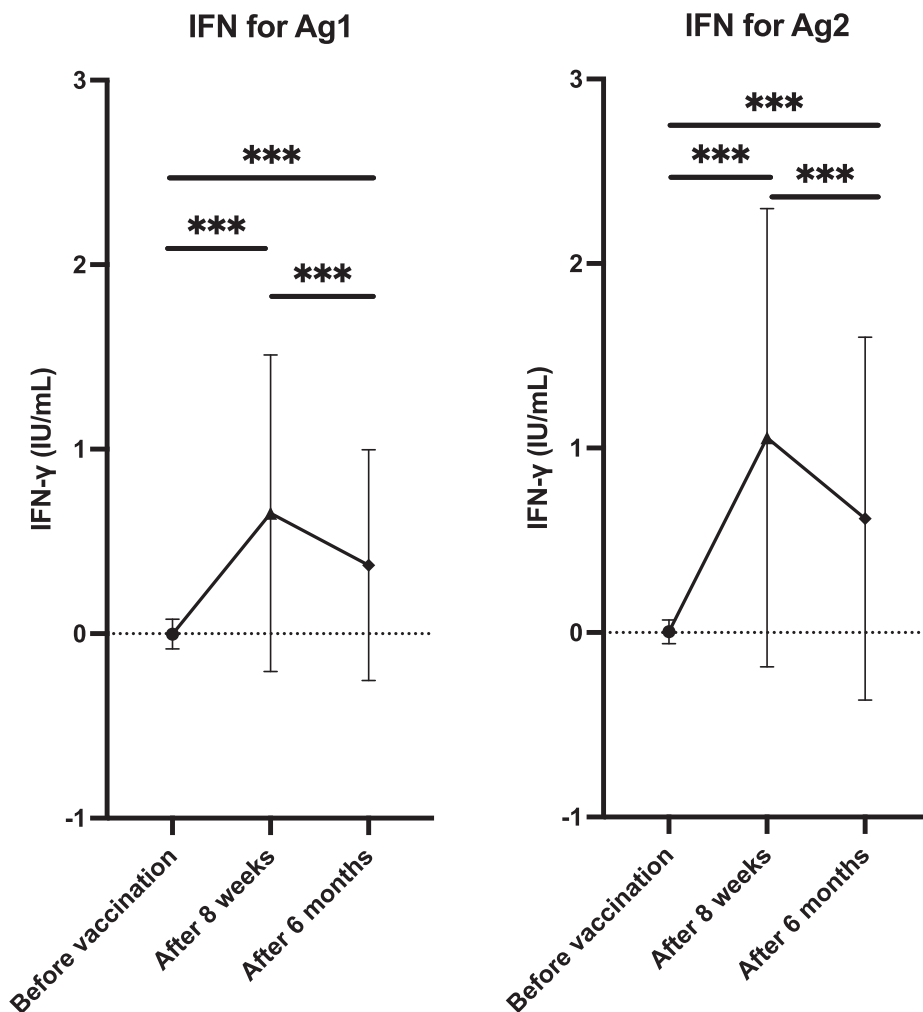 IFN for Ag1
3
2
1
0
-1
IFN-γ (IU/mL)
***
***
***
Before vaccination
After 8 weeks
After 6 months
IFN for Ag2
3
2
1
0
-1
IFN-γ (IU/mL)
***
***
***
Before vaccination
After 8 weeks
After 6 months